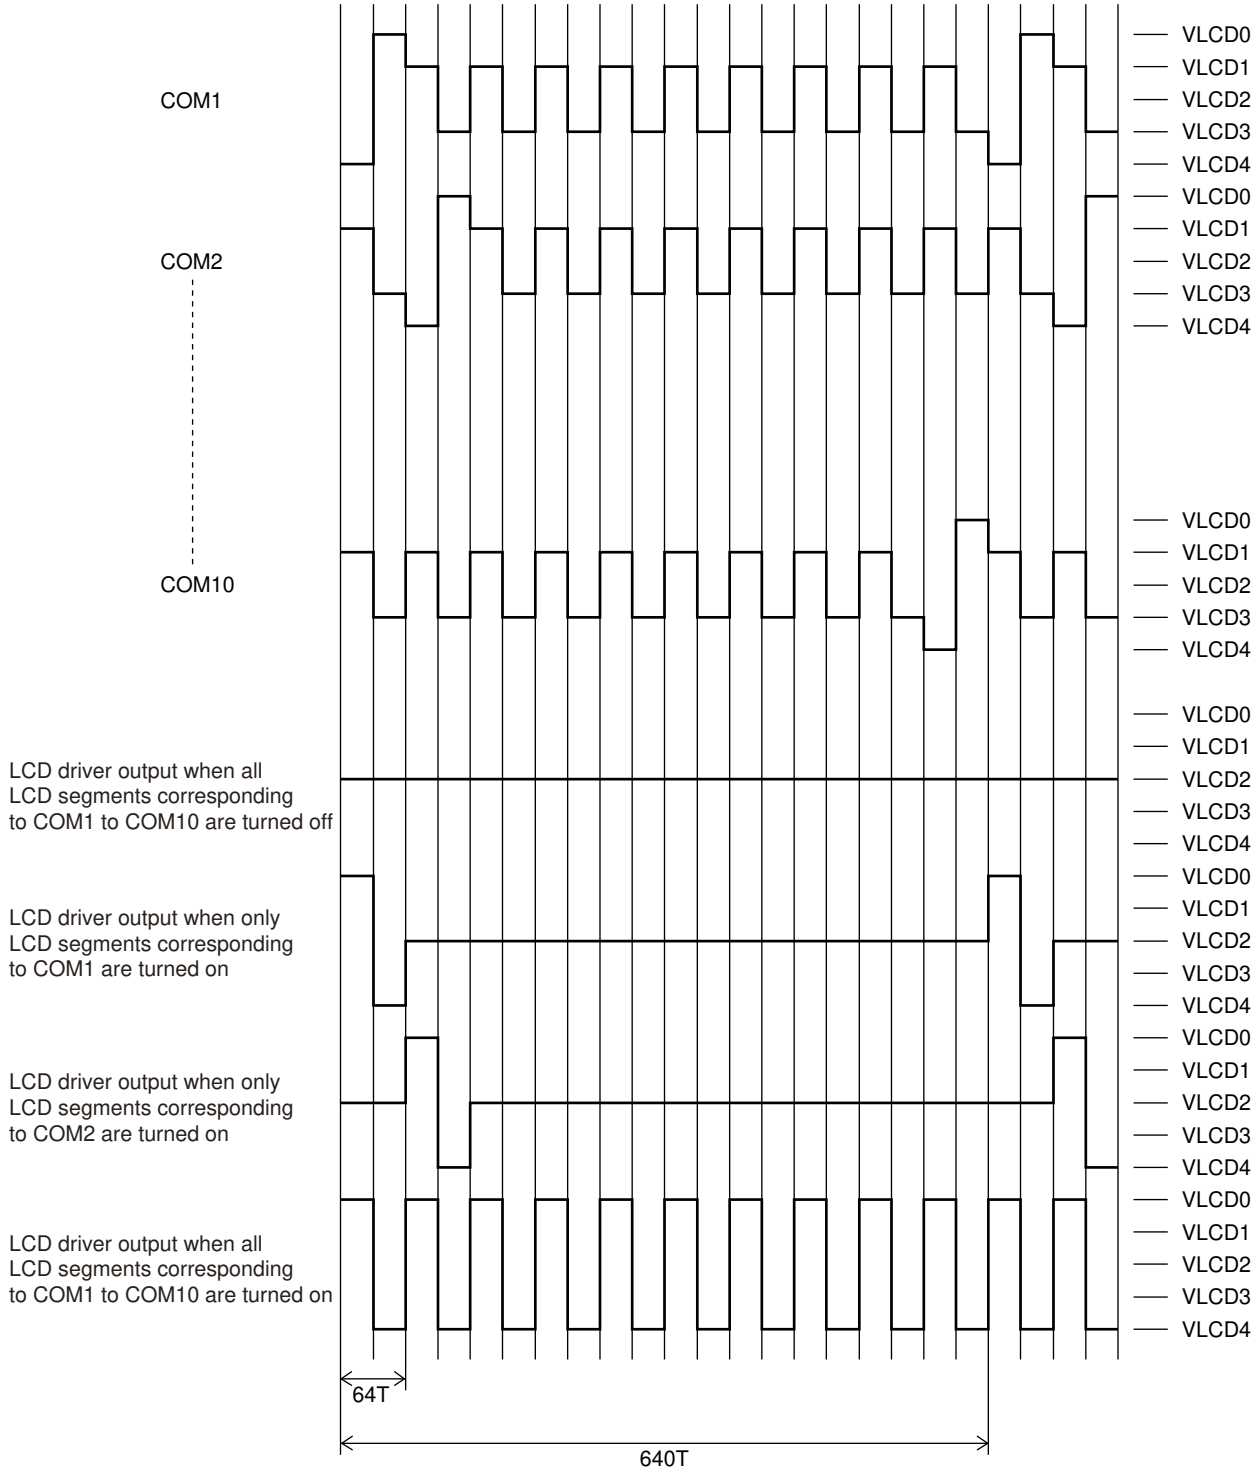 COM1
VLCD0
VLCD1
VLCD2
VLCD3
VLCD4
COM2
VLCD0
VLCD1
VLCD2
VLCD3
VLCD4
COM10
VLCD0
VLCD1
VLCD2
VLCD3
VLCD4
LCD driver output when all
LCD segments corresponding
to COM1 to COM10 are turned off
VLCD0
VLCD1
VLCD2
VLCD3
VLCD4
LCD driver output when only
LCD segments corresponding
to COM1 are turned on
VLCD0
VLCD1
VLCD2
VLCD3
VLCD4
LCD driver output when only
LCD segments corresponding
to COM2 are turned on
VLCD0
VLCD1
VLCD2
VLCD3
VLCD4
LCD driver output when all
LCD segments corresponding
to COM1 to COM10 are turned on
VLCD0
VLCD1
VLCD2
VLCD3
VLCD4
64T
640T